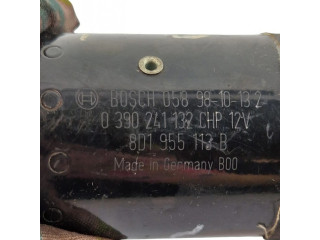 BOSCH 058 98-10-13 2
0 390 241 132 CHP 12V
8D1 955 113 B
Made in Germany B00